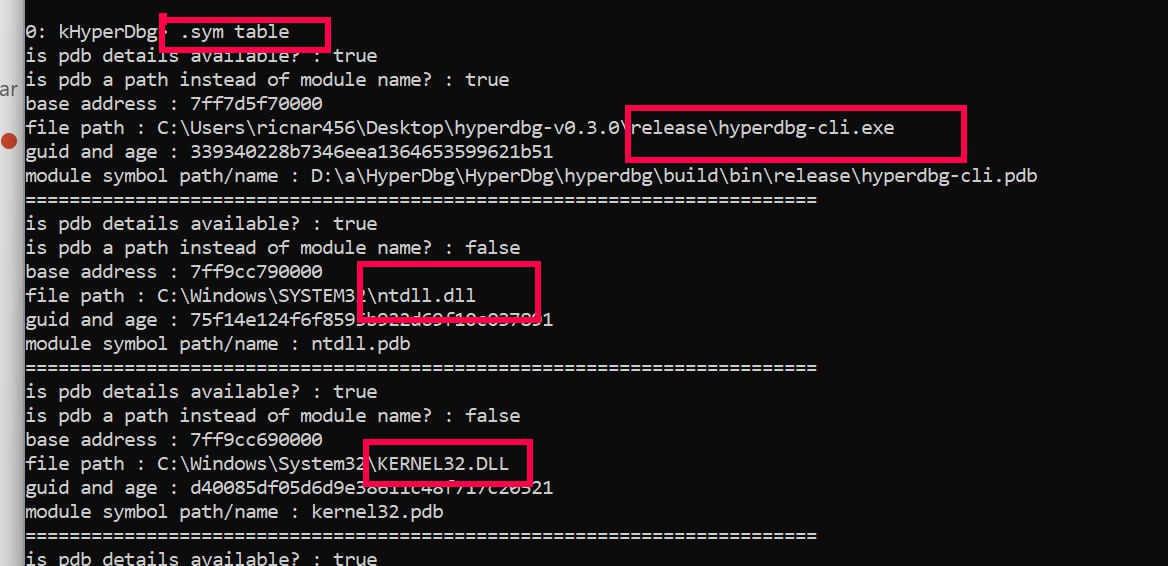 0: kHyperDbg> .sym table
is pdb details available? : true
is pdb a path instead of module name? : true
base address : 7ff7d5f70000
ar
file path : C:\Users\ricnar456\Desktop\hyperdbg-v0.3.0\release\hyperdbg-cli.exe
guid and age : 339340228b7346eea1364653599621b51
module symbol path/name : D:\a\HyperDbg\HyperDbg\hyperdbg\build\bin\release\hyperdbg-cli.pdb
========================================================================
is pdb details available? : true
is pdb a path instead of module name? : false
base address : 7ff9cc790000
file path : C:\Windows\SYSTEM32\ntdll.dll
guid and age :
module symbol path/name : ntdll.pdb
========================================================================
is pdb details available? : true
is pdb a path instead of module name? : false
base address : 7ff9cc690000
file path : C:\Windows\System32\KERNEL32.DLL
guid and age :
module symbol path/name : kernel32.pdb
========================================================================
is pdb details available? : true